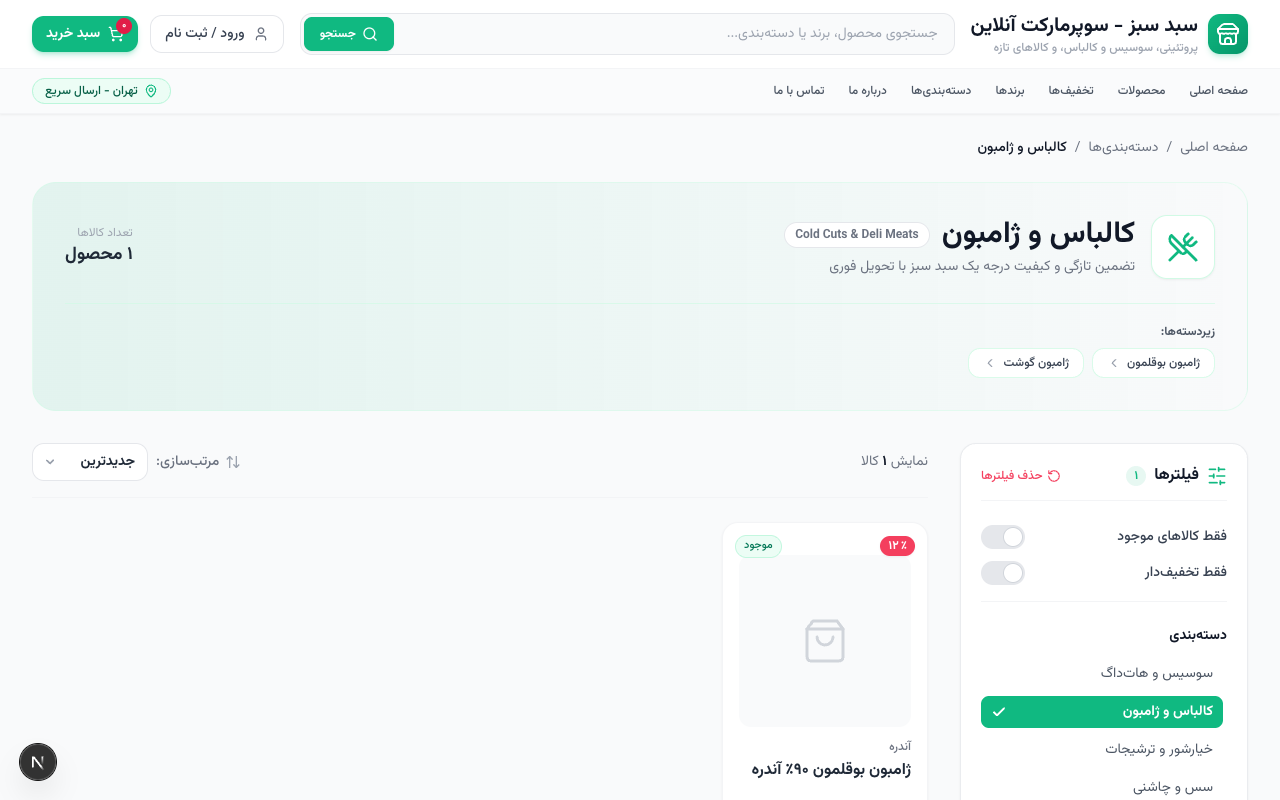 سبد سبز - سوپرمارکت آنلاین
پروتئینی، سوسیس و کالباس، و کالاهای تازه
جستجوی محصول، برند یا دسته‌بندی...
جستجو
ورود / ثبت نام
سبد خرید
۰
صفحه اصلی
محصولات
تخفیف‌ها
برندها
دسته‌بندی‌ها
درباره ما
تماس با ما
تهران - ارسال سریع
صفحه اصلی / دسته‌بندی‌ها / کالباس و ژامبون
کالباس و ژامبون
Cold Cuts & Deli Meats
تضمین تازگی و کیفیت درجه یک سبد سبز با تحویل فوری
تعداد کالاها
۱ محصول
زیردسته‌ها:
ژامبون بوقلمون
ژامبون گوشت
فیلترها
۱
حذف فیلترها
فقط کالاهای موجود
فقط تخفیف‌دار
دسته‌بندی
سوسیس و هات‌داگ
کالباس و ژامبون
خیارشور و ترشیجات
سس و چاشنی
نمایش ۱ کالا
مرتب‌سازی:
جدیدترین
۱۲٪
موجود
آندره
ژامبون بوقلمون ۹۰٪ آندره
N